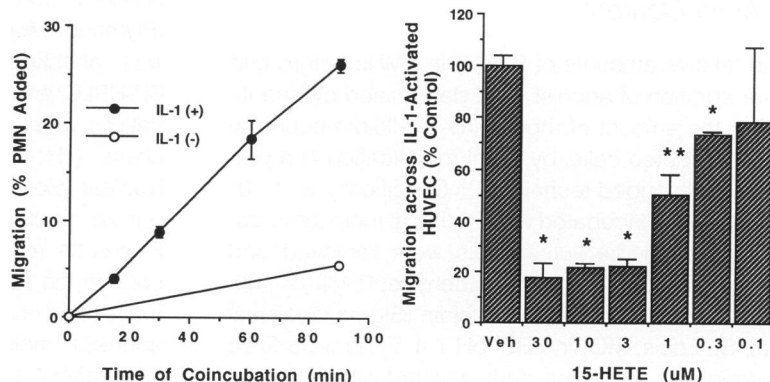 Migration (% PMN Added)
30
20
10
0
IL-1 (+)
IL-1 (-)
0 20 40 60 80 100
Time of Coincubation (min)
Migration across IL-1-Activated
HUVEC (% Control)
120
100
80
60
40
20
0
*
*
*
**
Veh 30 10 3 1 0.3 0.1
15-HETE (uM)